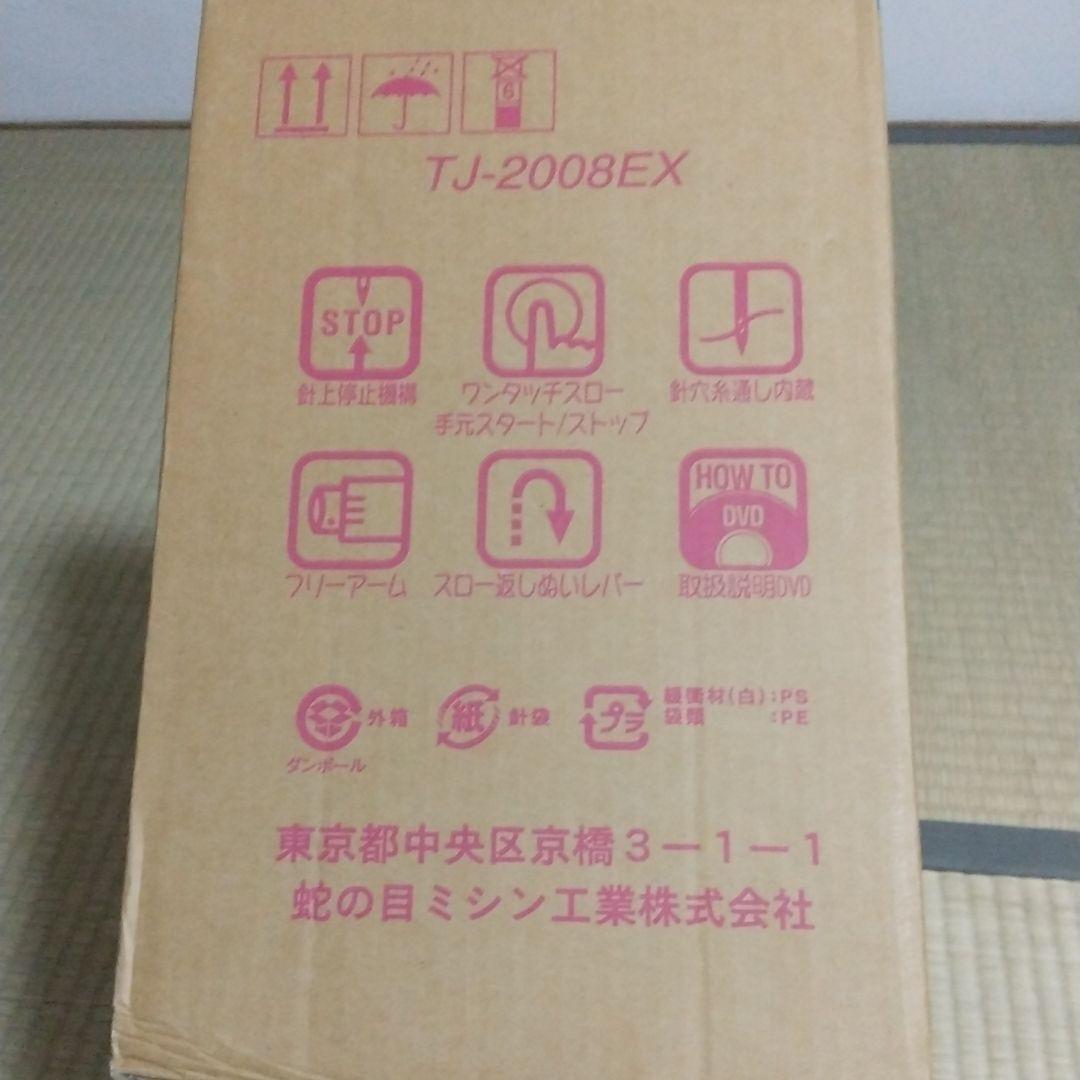 6
TJ-2008EX
STOP
針上停止機構
ワンタッチスロー
手元スタート/ストップ
針穴糸通し内蔵
フリーアーム
スロー返しぬいレバー
HOW TO
DVD
取扱説明DVD
外箱
ダンボール
紙
針袋
プラ
緩衝材(白):PS
袋類 :PE
東京都中央区京橋3ー1ー1
蛇の目ミシン工業株式会社